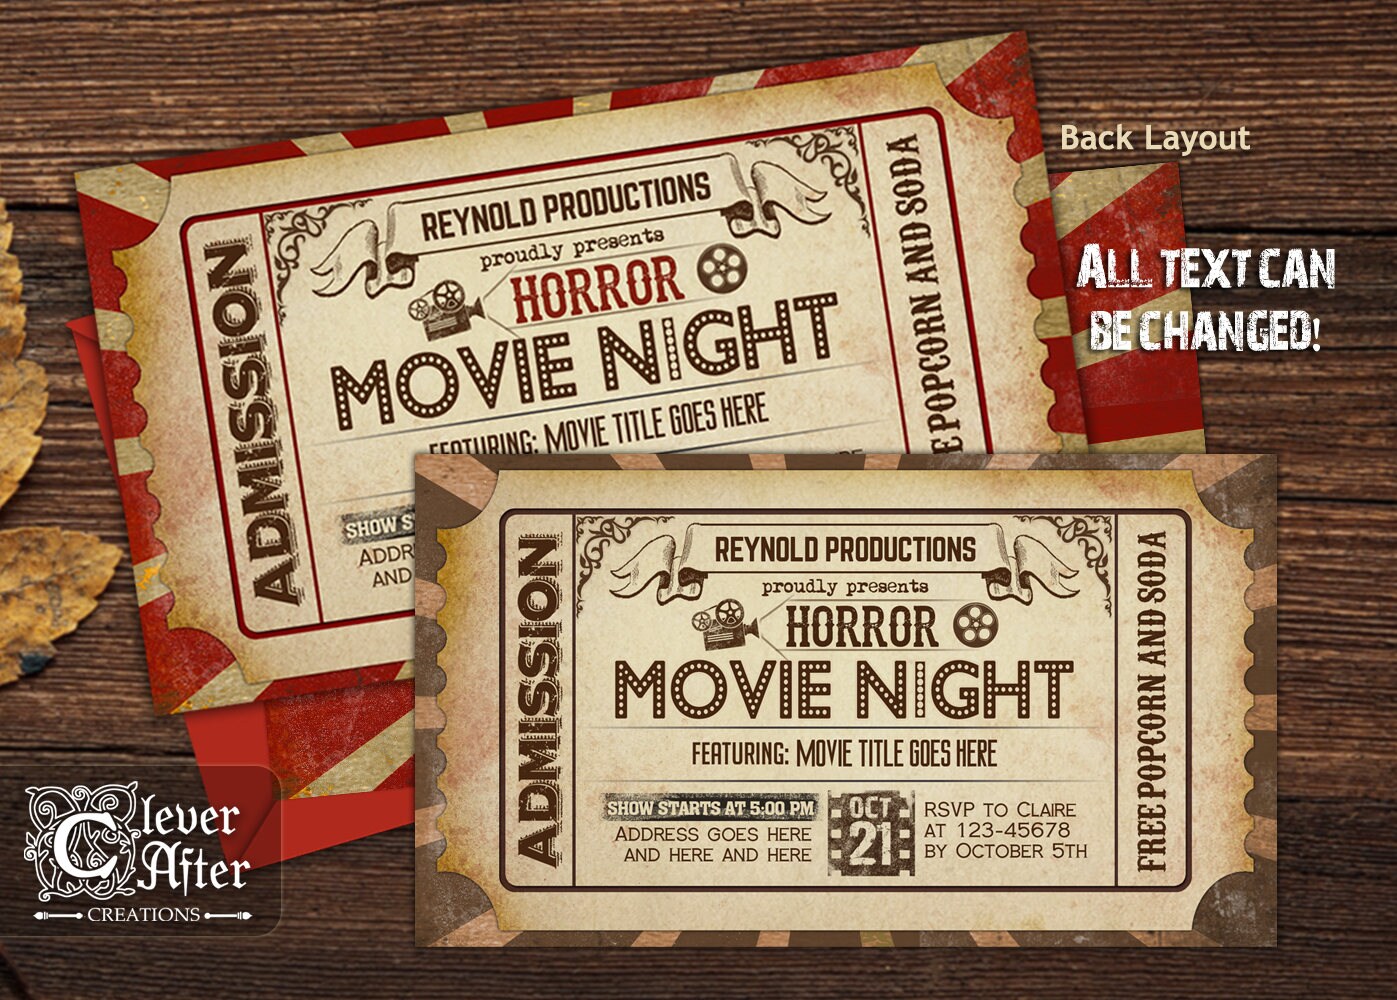 Back Layout
ALL TEXT CAN
BE CHANGED!
ADMISSION
REYNOLD PRODUCTIONS
proudly presents
HORROR
MOVIE NIGHT
FEATURING: MOVIE TITLE GOES HERE
SHOW
ADDR
AND
POPCORN AND SODA
ADMISSION
REYNOLD PRODUCTIONS
proudly presents
HORROR
MOVIE NIGHT
FEATURING: MOVIE TITLE GOES HERE
SHOW STARTS AT 5:00 PM
ADDRESS GOES HERE
AND HERE AND HERE
OCT
21
RSVP TO CLAIRE
AT 123-45678
BY OCTOBER 5TH
FREE POPCORN AND SODA
Clever
After
CREATIONS